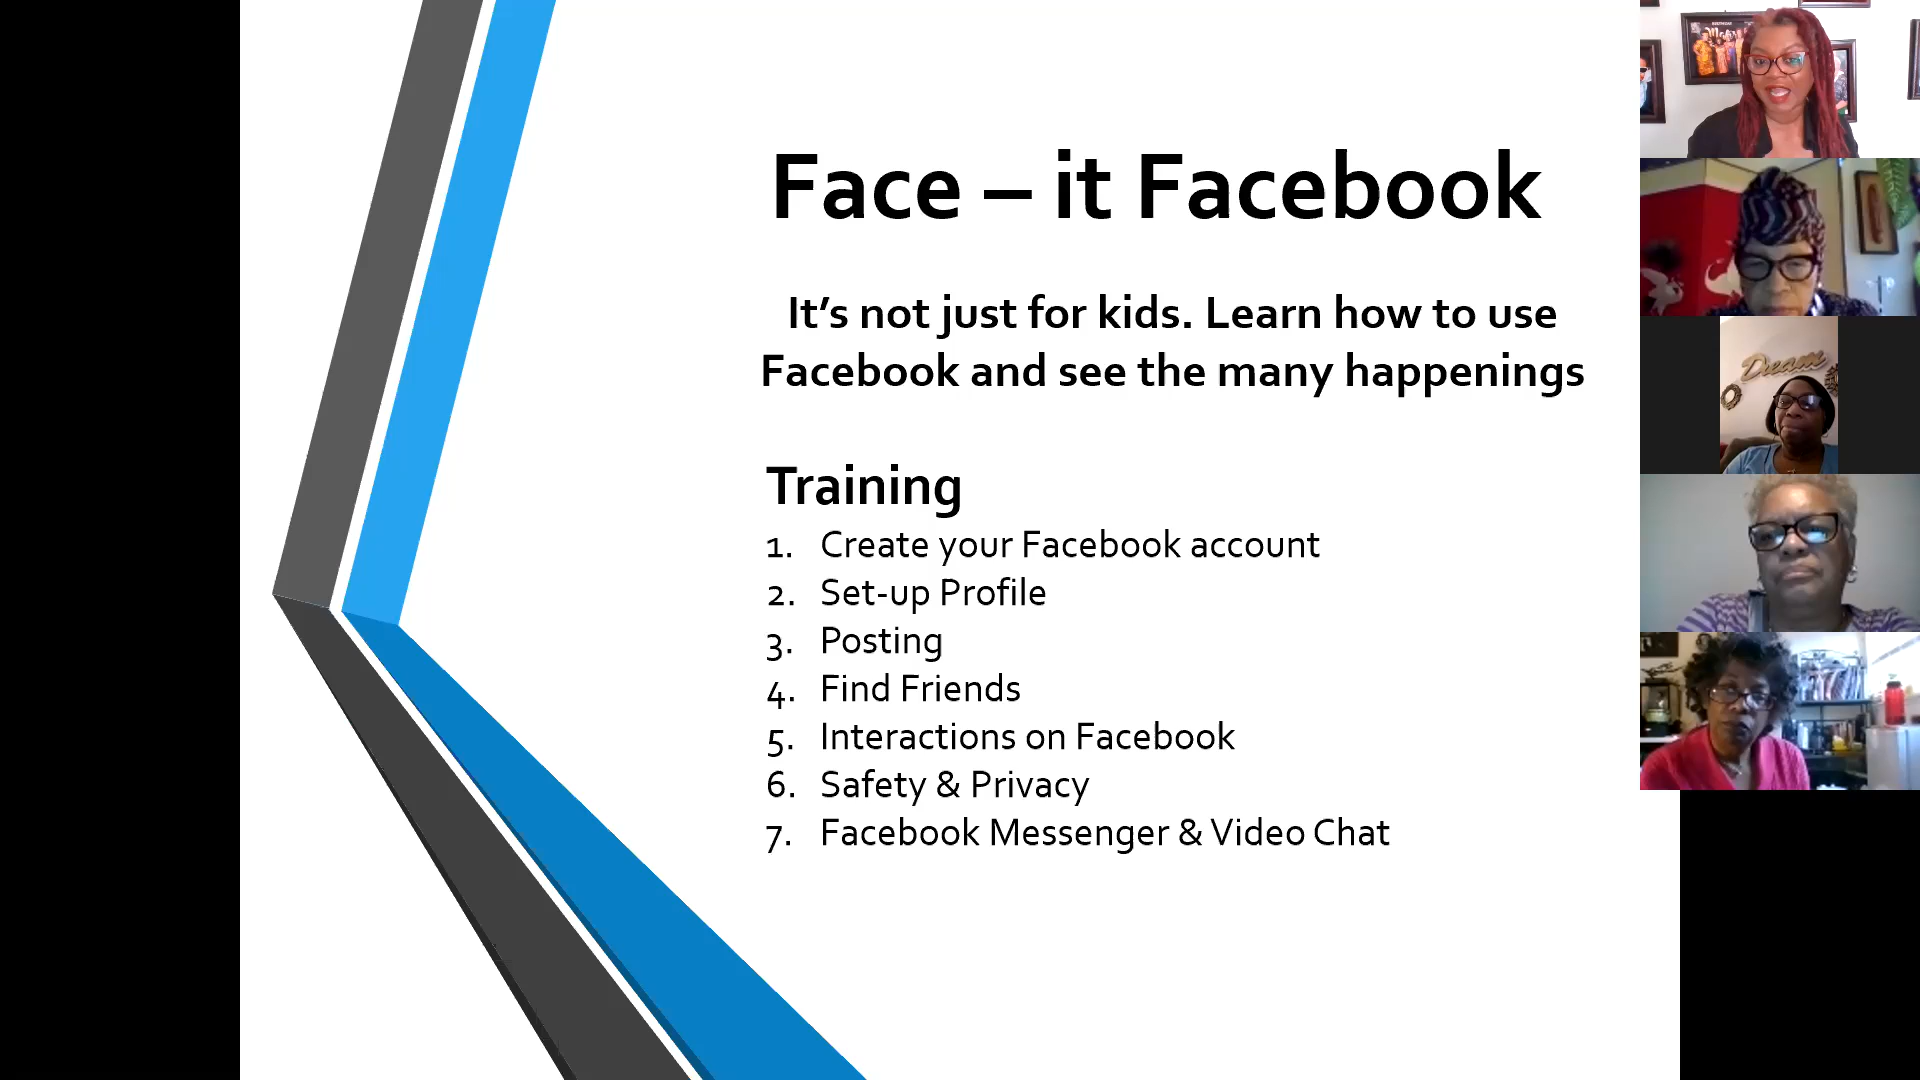 Face – it Facebook
It's not just for kids. Learn how to use
Facebook and see the many happenings
Training
1. Create your Facebook account
2. Set-up Profile
3. Posting
4. Find Friends
5. Interactions on Facebook
6. Safety & Privacy
7. Facebook Messenger & Video Chat
Dream